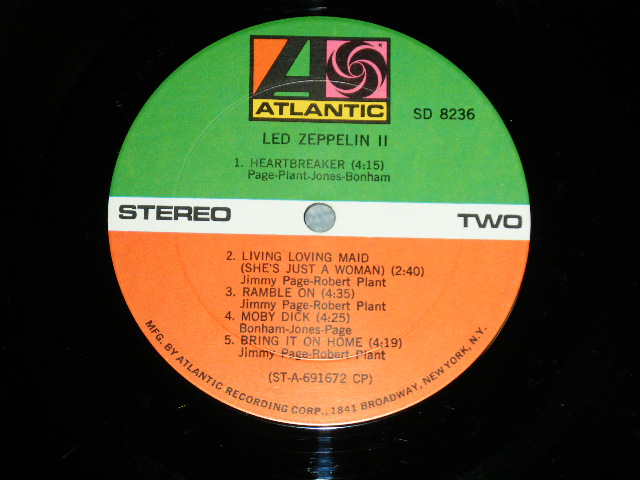 ATLANTIC
SD 8236
LED ZEPPELIN II
1. HEARTBREAKER (4:15)
Page-Plant-Jones-Bonham
STEREO
TWO
2. LIVING LOVING MAID
(SHE'S JUST A WOMAN) (2:40)
Jimmy Page-Robert Plant
3. RAMBLE ON (4:35)
Jimmy Page-Robert Plant
4. MOBY DICK (4:25)
Bonham-Jones-Page
5. BRING IT ON HOME (4:19)
Jimmy Page-Robert Plant
(ST-A-691672 CP)
MFG. BY ATLANTIC RECORDING CORP., 1841 BROADWAY, NEW YORK, N.Y.